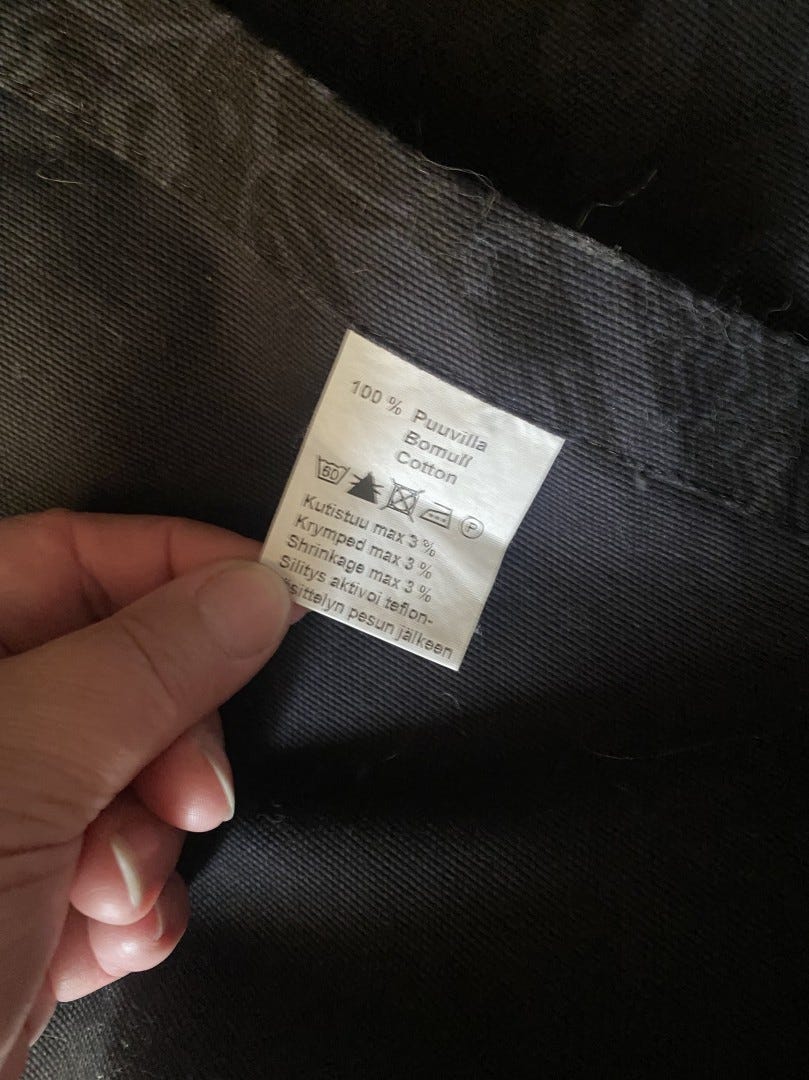 100 % Puuvilla
Bomull
Cotton
60 P
Kutistuu max 3 %
Krymped max 3 %
Shrinkage max 3 %
Silitys aktivoi teflon-
pesun jälkeen